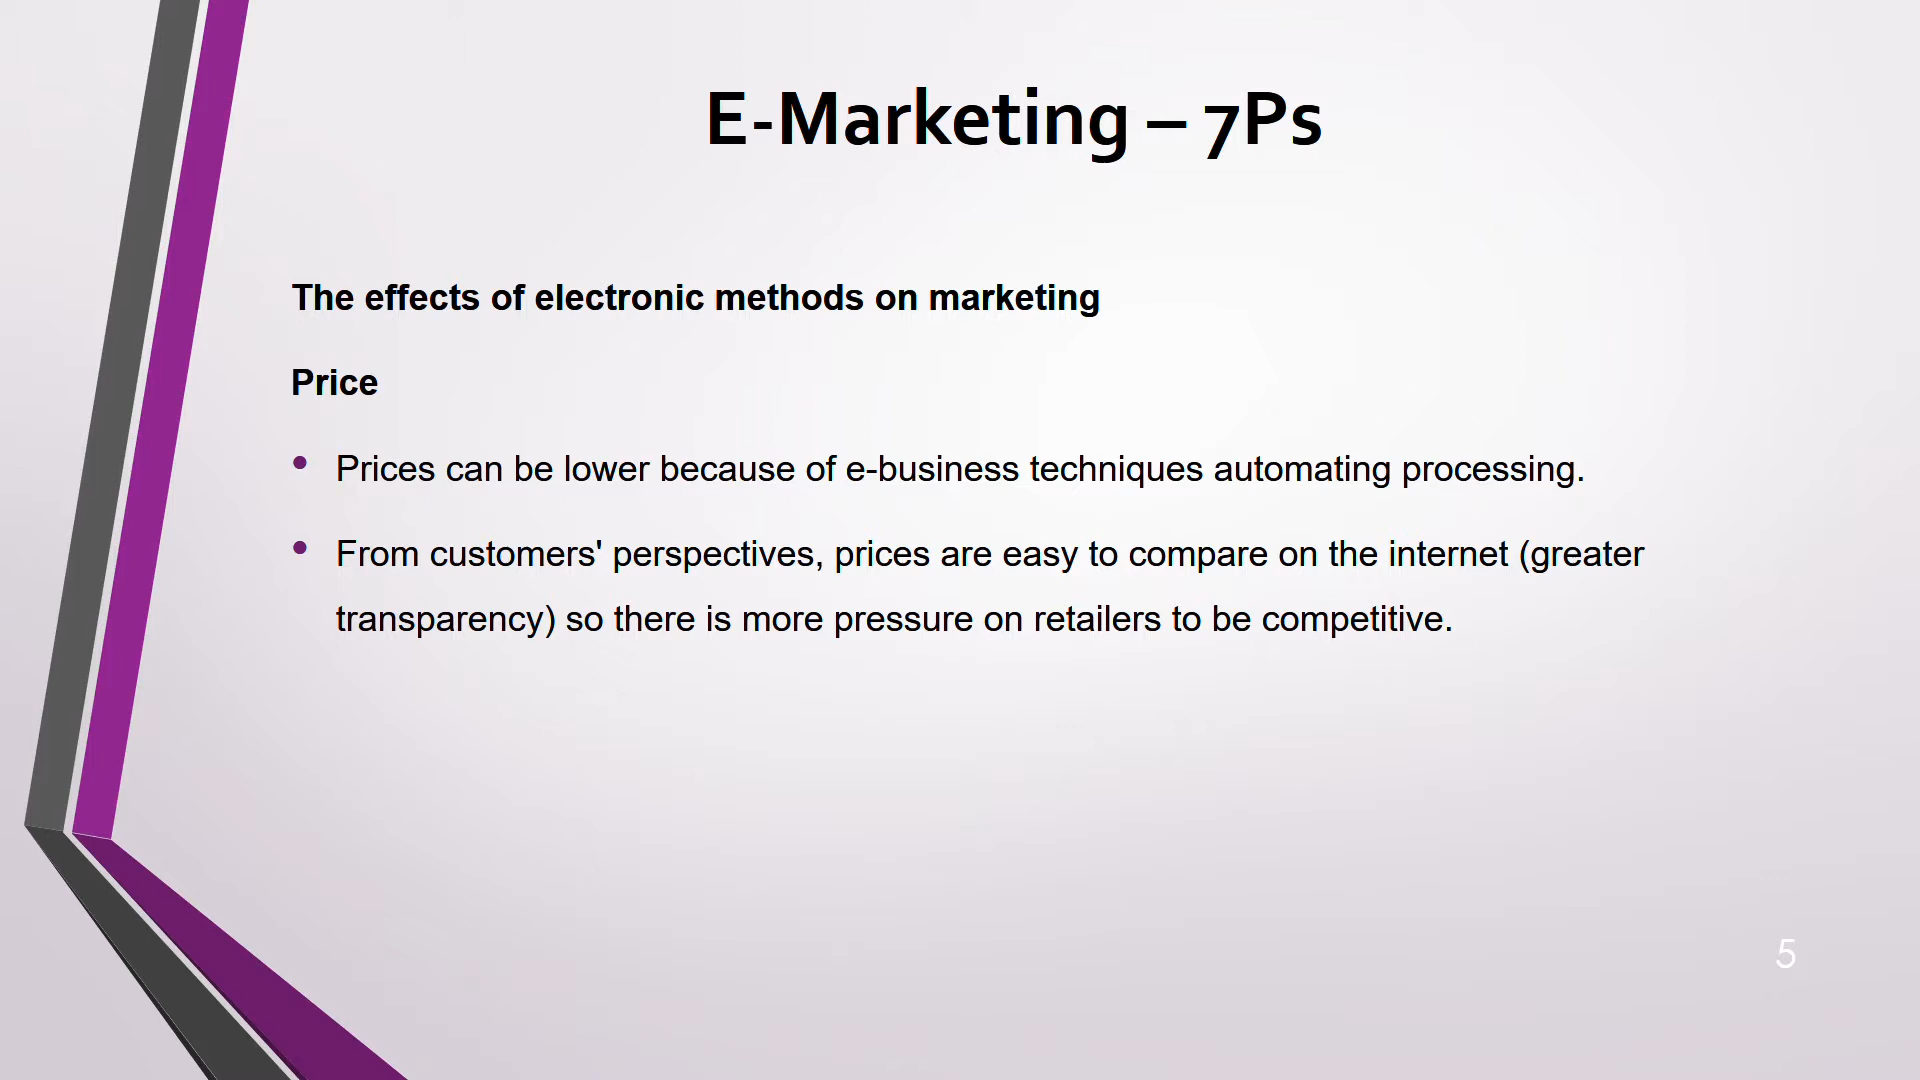 E-Marketing – 7Ps
The effects of electronic methods on marketing
Price
• Prices can be lower because of e-business techniques automating processing.
• From customers' perspectives, prices are easy to compare on the internet (greater
transparency) so there is more pressure on retailers to be competitive.
5